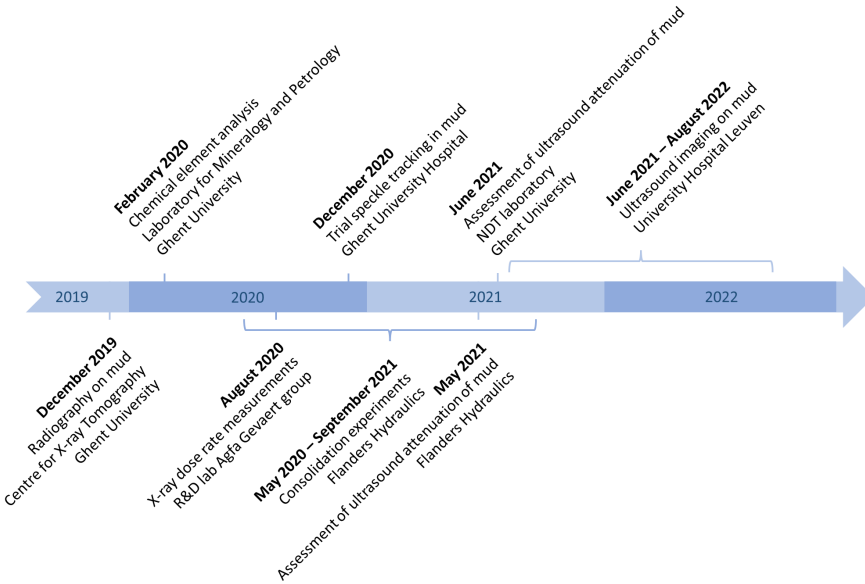 February 2020
Chemical element analysis
Laboratory for Mineralogy and Petrology
Ghent University
December 2020
Trial speckle tracking in mud
Ghent University Hospital
June 2021
Assessment of ultrasound attenuation of mud
NDT laboratory
Ghent University
June 2021 – August 2022
Ultrasound imaging on mud
University Hospital Leuven
2019
2020
2021
2022
December 2019
Radiography on mud
Centre for X-ray Tomography
Ghent University
August 2020
X-ray dose rate measurements
R&D lab Agfa Gevaert group
May 2020 – September 2021
Consolidation experiments
Flanders Hydraulics
May 2021
Assessment of ultrasound attenuation of mud
Flanders Hydraulics